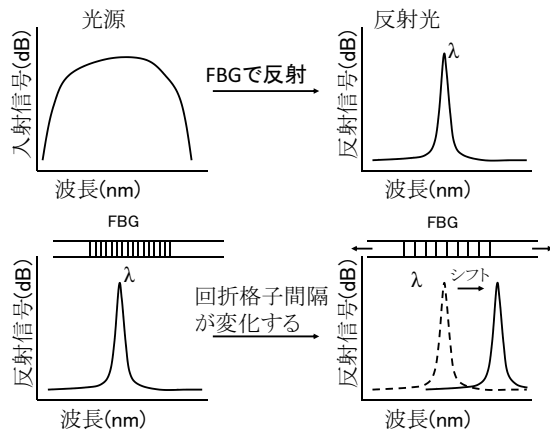 光源
入射信号(dB)
波長(nm)
FBGで反射
反射光
反射信号(dB)
λ
波長(nm)
FBG
反射信号(dB)
λ
波長(nm)
回折格子間隔
が変化する
FBG
反射信号(dB)
λ
シフト
波長(nm)